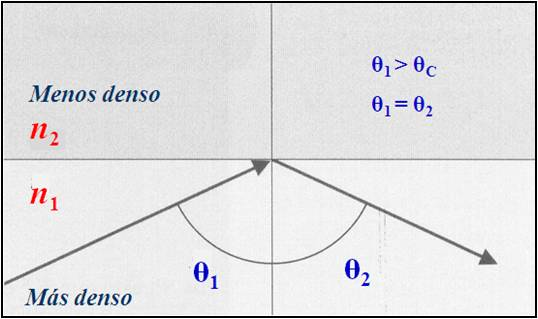 Menos denso
n2
θ1 > θC
θ1 = θ2
n1
θ1
θ2
Más denso